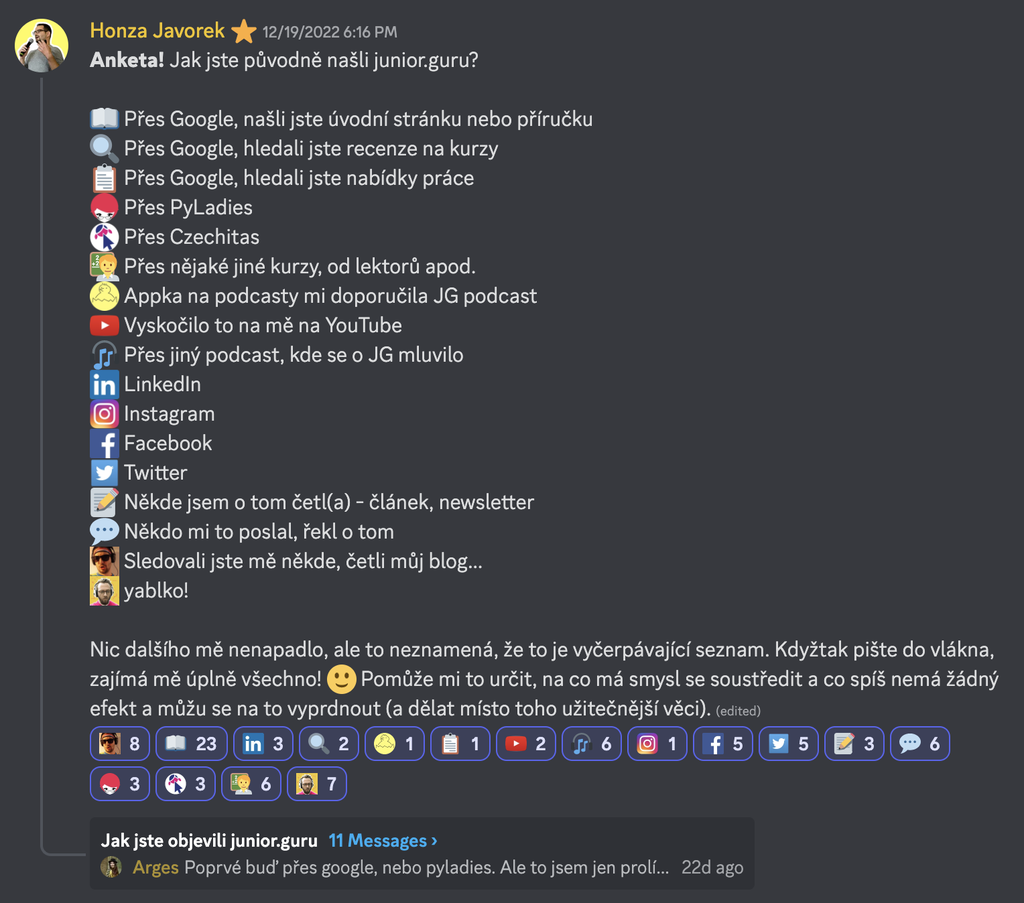 Honza Javorek 12/19/2022 6:16 PM
Anketa! Jak jste původně našli junior.guru?
Přes Google, našli jste úvodní stránku nebo příručku
Přes Google, hledali jste recenze na kurzy
Přes Google, hledali jste nabídky práce
Přes PyLadies
Přes Czechitas
Přes nějaké jiné kurzy, od lektorů apod.
Appka na podcasty mi doporučila JG podcast
Vyskočilo to na mě na YouTube
Přes jiný podcast, kde se o JG mluvilo
LinkedIn
Instagram
Facebook
Twitter
Někde jsem o tom četl(a) - článek, newsletter
Někdo mi to poslal, řekl o tom
Sledovali jste mě někde, četli můj blog...
yablko!
Nic dalšího mě nenapadlo, ale to neznamená, že to je vyčerpávající seznam. Kdyžtak pište do vlákna,
zajímá mě úplně všechno! Pomůže mi to určit, na co má smysl se soustředit a co spíš nemá žádný
efekt a můžu se na to vyprdnout (a dělat místo toho užitečnější věci). (edited)
8 23 3 2 1 1 2 6 1 5 5 3 6
3 3 6 7
Jak jste objevili junior.guru 11 Messages ›
Arges Poprvé buď přes google, nebo pyladies. Ale to jsem jen prolí... 22d ago